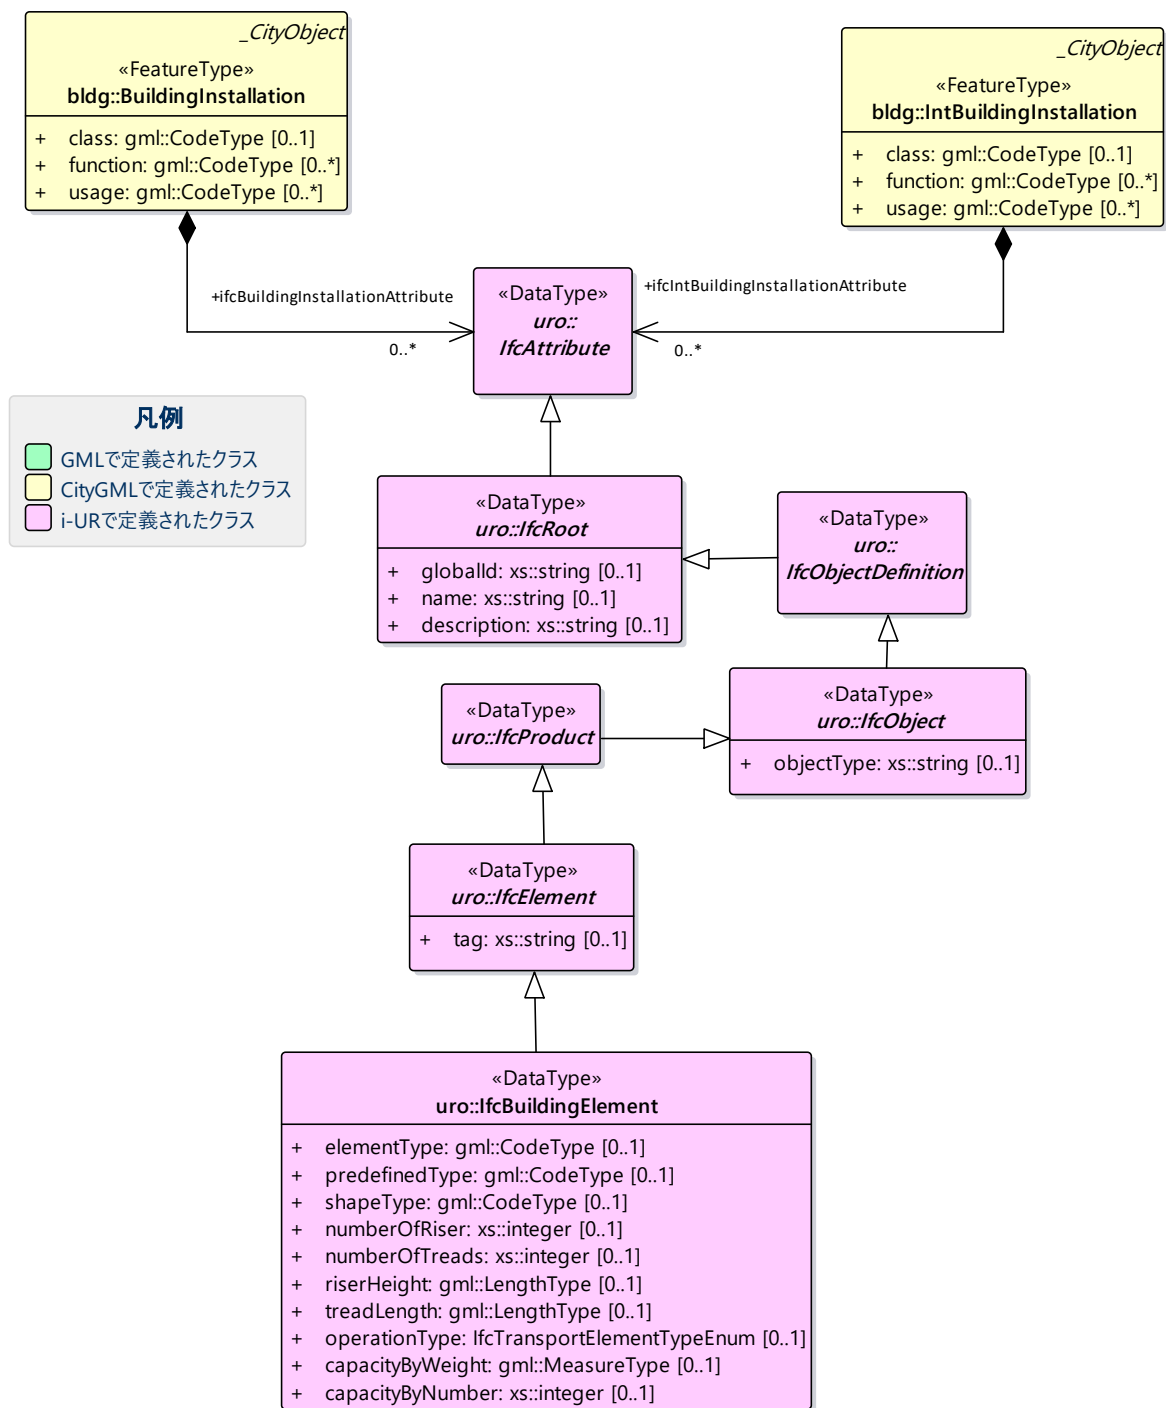 _CityObject
«FeatureType»
bldg::BuildingInstallation
+ class: gml::CodeType [0..1]
+ function: gml::CodeType [0..*]
+ usage: gml::CodeType [0..*]
_CityObject
«FeatureType»
bldg::IntBuildingInstallation
+ class: gml::CodeType [0..1]
+ function: gml::CodeType [0..*]
+ usage: gml::CodeType [0..*]
+ifcBuildingInstallationAttribute
0..*
«DataType»
uro::
IfcAttribute
+ifcIntBuildingInstallationAttribute
0..*
凡例
GMLで定義されたクラス
CityGMLで定義されたクラス
i-URで定義されたクラス
«DataType»
uro::IfcRoot
+ globalId: xs::string [0..1]
+ name: xs::string [0..1]
+ description: xs::string [0..1]
«DataType»
uro::
IfcObjectDefinition
«DataType»
uro::IfcProduct
«DataType»
uro::IfcObject
+ objectType: xs::string [0..1]
«DataType»
uro::IfcElement
+ tag: xs::string [0..1]
«DataType»
uro::IfcBuildingElement
+ elementType: gml::CodeType [0..1]
+ predefinedType: gml::CodeType [0..1]
+ shapeType: gml::CodeType [0..1]
+ numberOfRiser: xs::integer [0..1]
+ numberOfTreads: xs::integer [0..1]
+ riserHeight: gml::LengthType [0..1]
+ treadLength: gml::LengthType [0..1]
+ operationType: IfcTransportElementTypeEnum [0..1]
+ capacityByWeight: gml::MeasureType [0..1]
+ capacityByNumber: xs::integer [0..1]